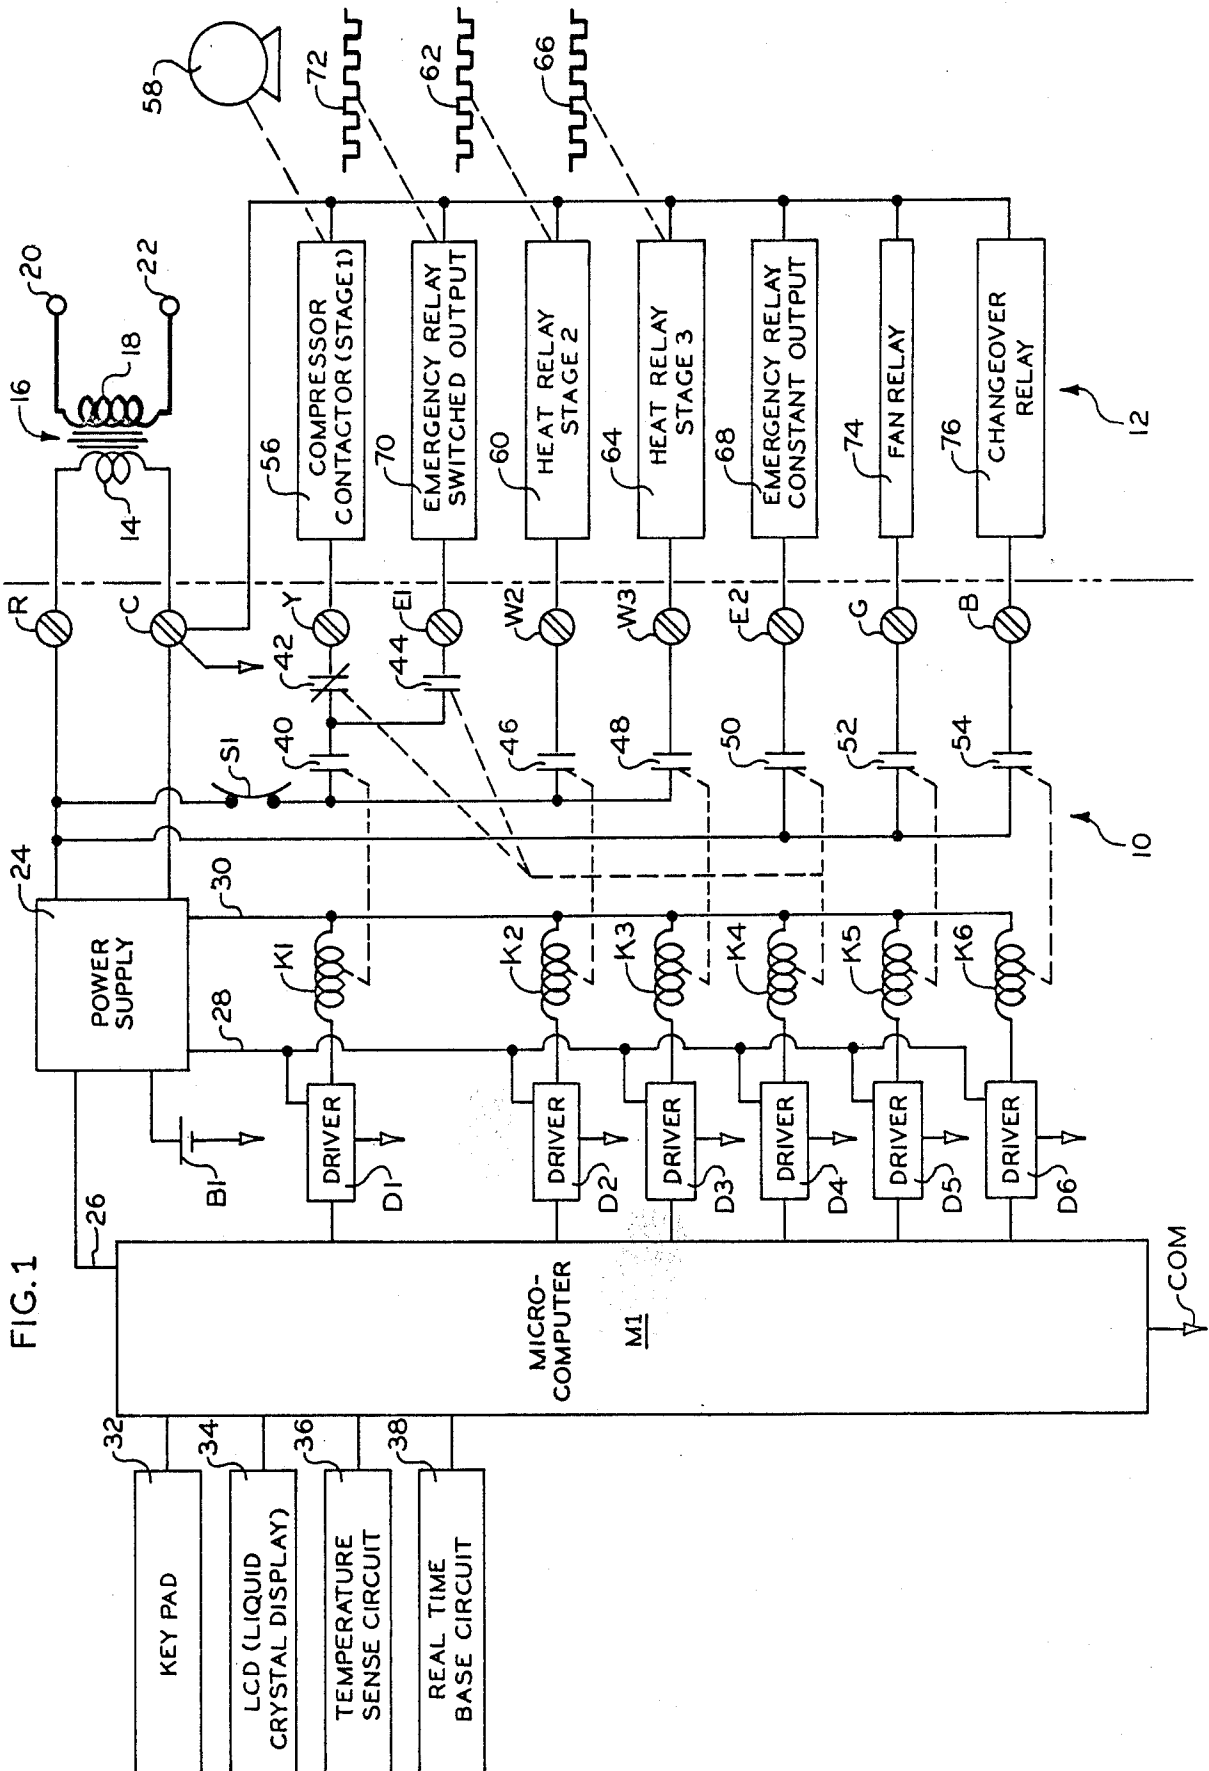 FIG.1
KEY PAD
32
LCD (LIQUID
CRYSTAL DISPLAY)
34
TEMPERATURE
SENSE CIRCUIT
36
REAL TIME
BASE CIRCUIT
38
MICRO-
COMPUTER
M1
COM
26
B1
POWER
SUPPLY
24
28
30
DRIVER
D1
DRIVER
D2
DRIVER
D3
DRIVER
D4
DRIVER
D5
DRIVER
D6
K1
K2
K3
K4
K5
K6
S1
40
42
44
46
48
50
52
54
10
R
C
Y
E1
W2
W3
E2
G
B
14
16
18
20
22
56
COMPRESSOR
CONTACTOR (STAGE 1)
70
EMERGENCY RELAY
SWITCHED OUTPUT
60
HEAT RELAY
STAGE 2
64
HEAT RELAY
STAGE 3
68
EMERGENCY RELAY
CONSTANT OUTPUT
74
FAN RELAY
76
CHANGEOVER
RELAY
12
58
72
62
66